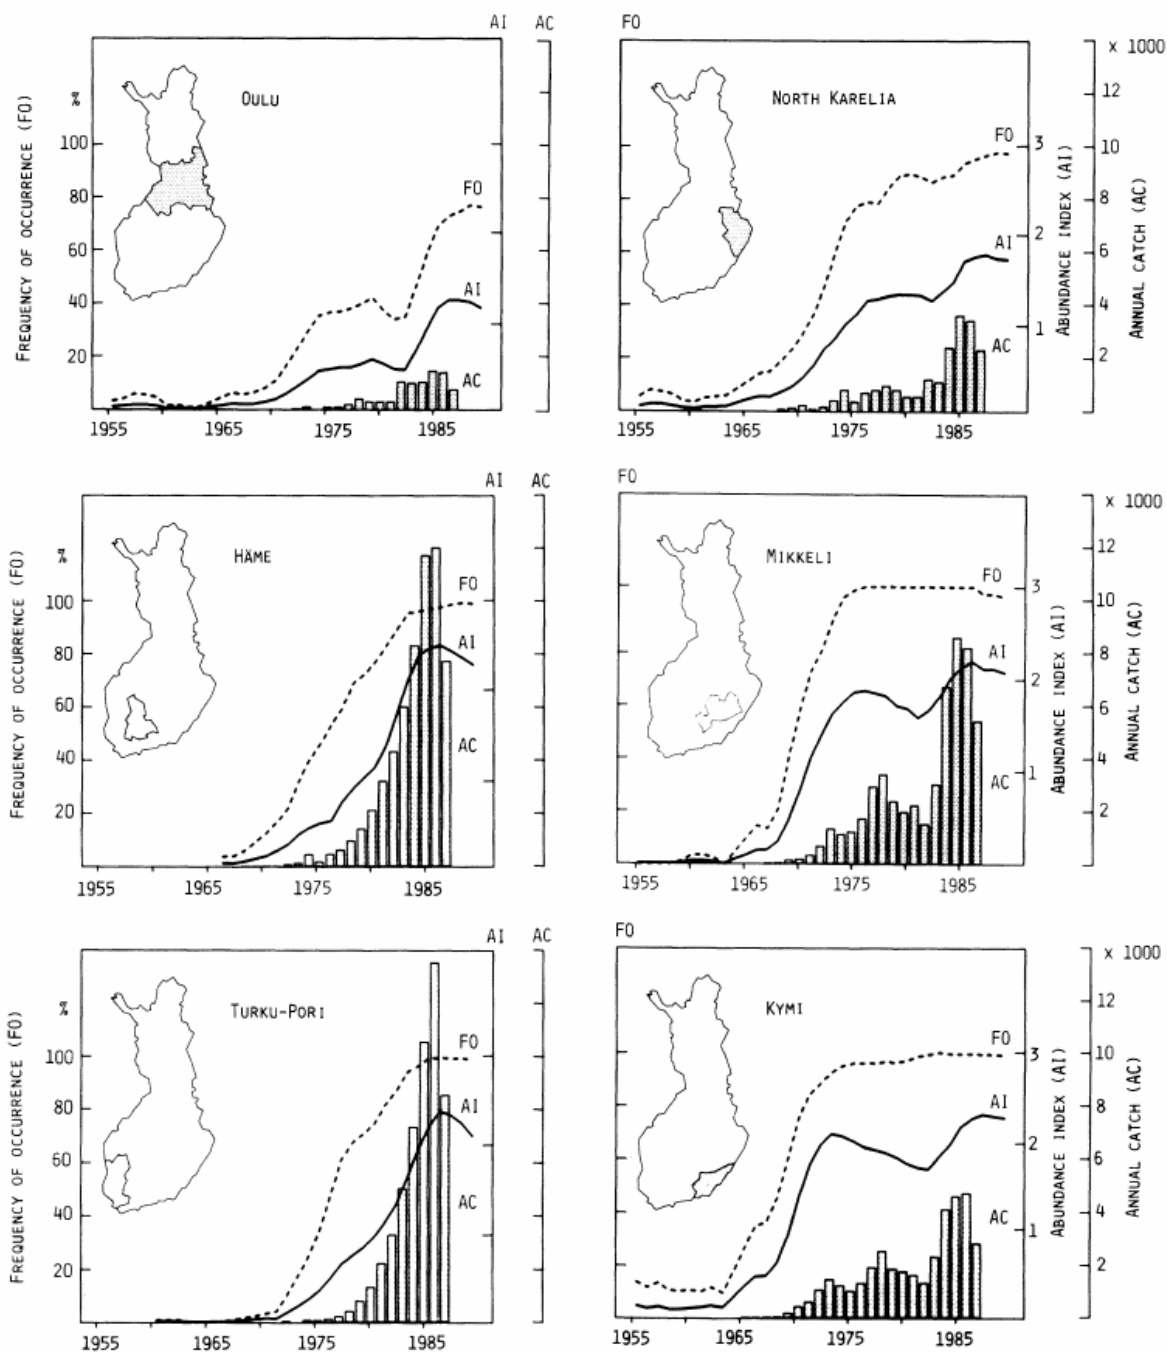 AI AC
FREQUENCY OF OCCURRENCE (FO)
%
100
80
60
40
20
OULU
FO
AI
AC
1955 1965 1975 1985
FO
NORTH KARELIA
FO
AI
AC
1955 1965 1975 1985
3
2
1
ABUNDANCE INDEX (AI)
x 1000
12
10
8
6
4
2
ANNUAL CATCH (AC)
AI AC
FREQUENCY OF OCCURRENCE (FO)
%
100
80
60
40
20
HÄME
FO
AI
AC
1955 1965 1975 1985
FO
MIKKELI
FO
AI
AC
1955 1965 1975 1985
3
2
1
ABUNDANCE INDEX (AI)
x 1000
12
10
8
6
4
2
ANNUAL CATCH (AC)
AI AC
FREQUENCY OF OCCURRENCE (FO)
%
100
80
60
40
20
TURKU-PORI
FO
AI
AC
1955 1965 1975 1985
FO
KYMI
FO
AI
AC
1955 1965 1975 1985
3
2
1
ABUNDANCE INDEX (AI)
x 1000
12
10
8
6
4
2
ANNUAL CATCH (AC)